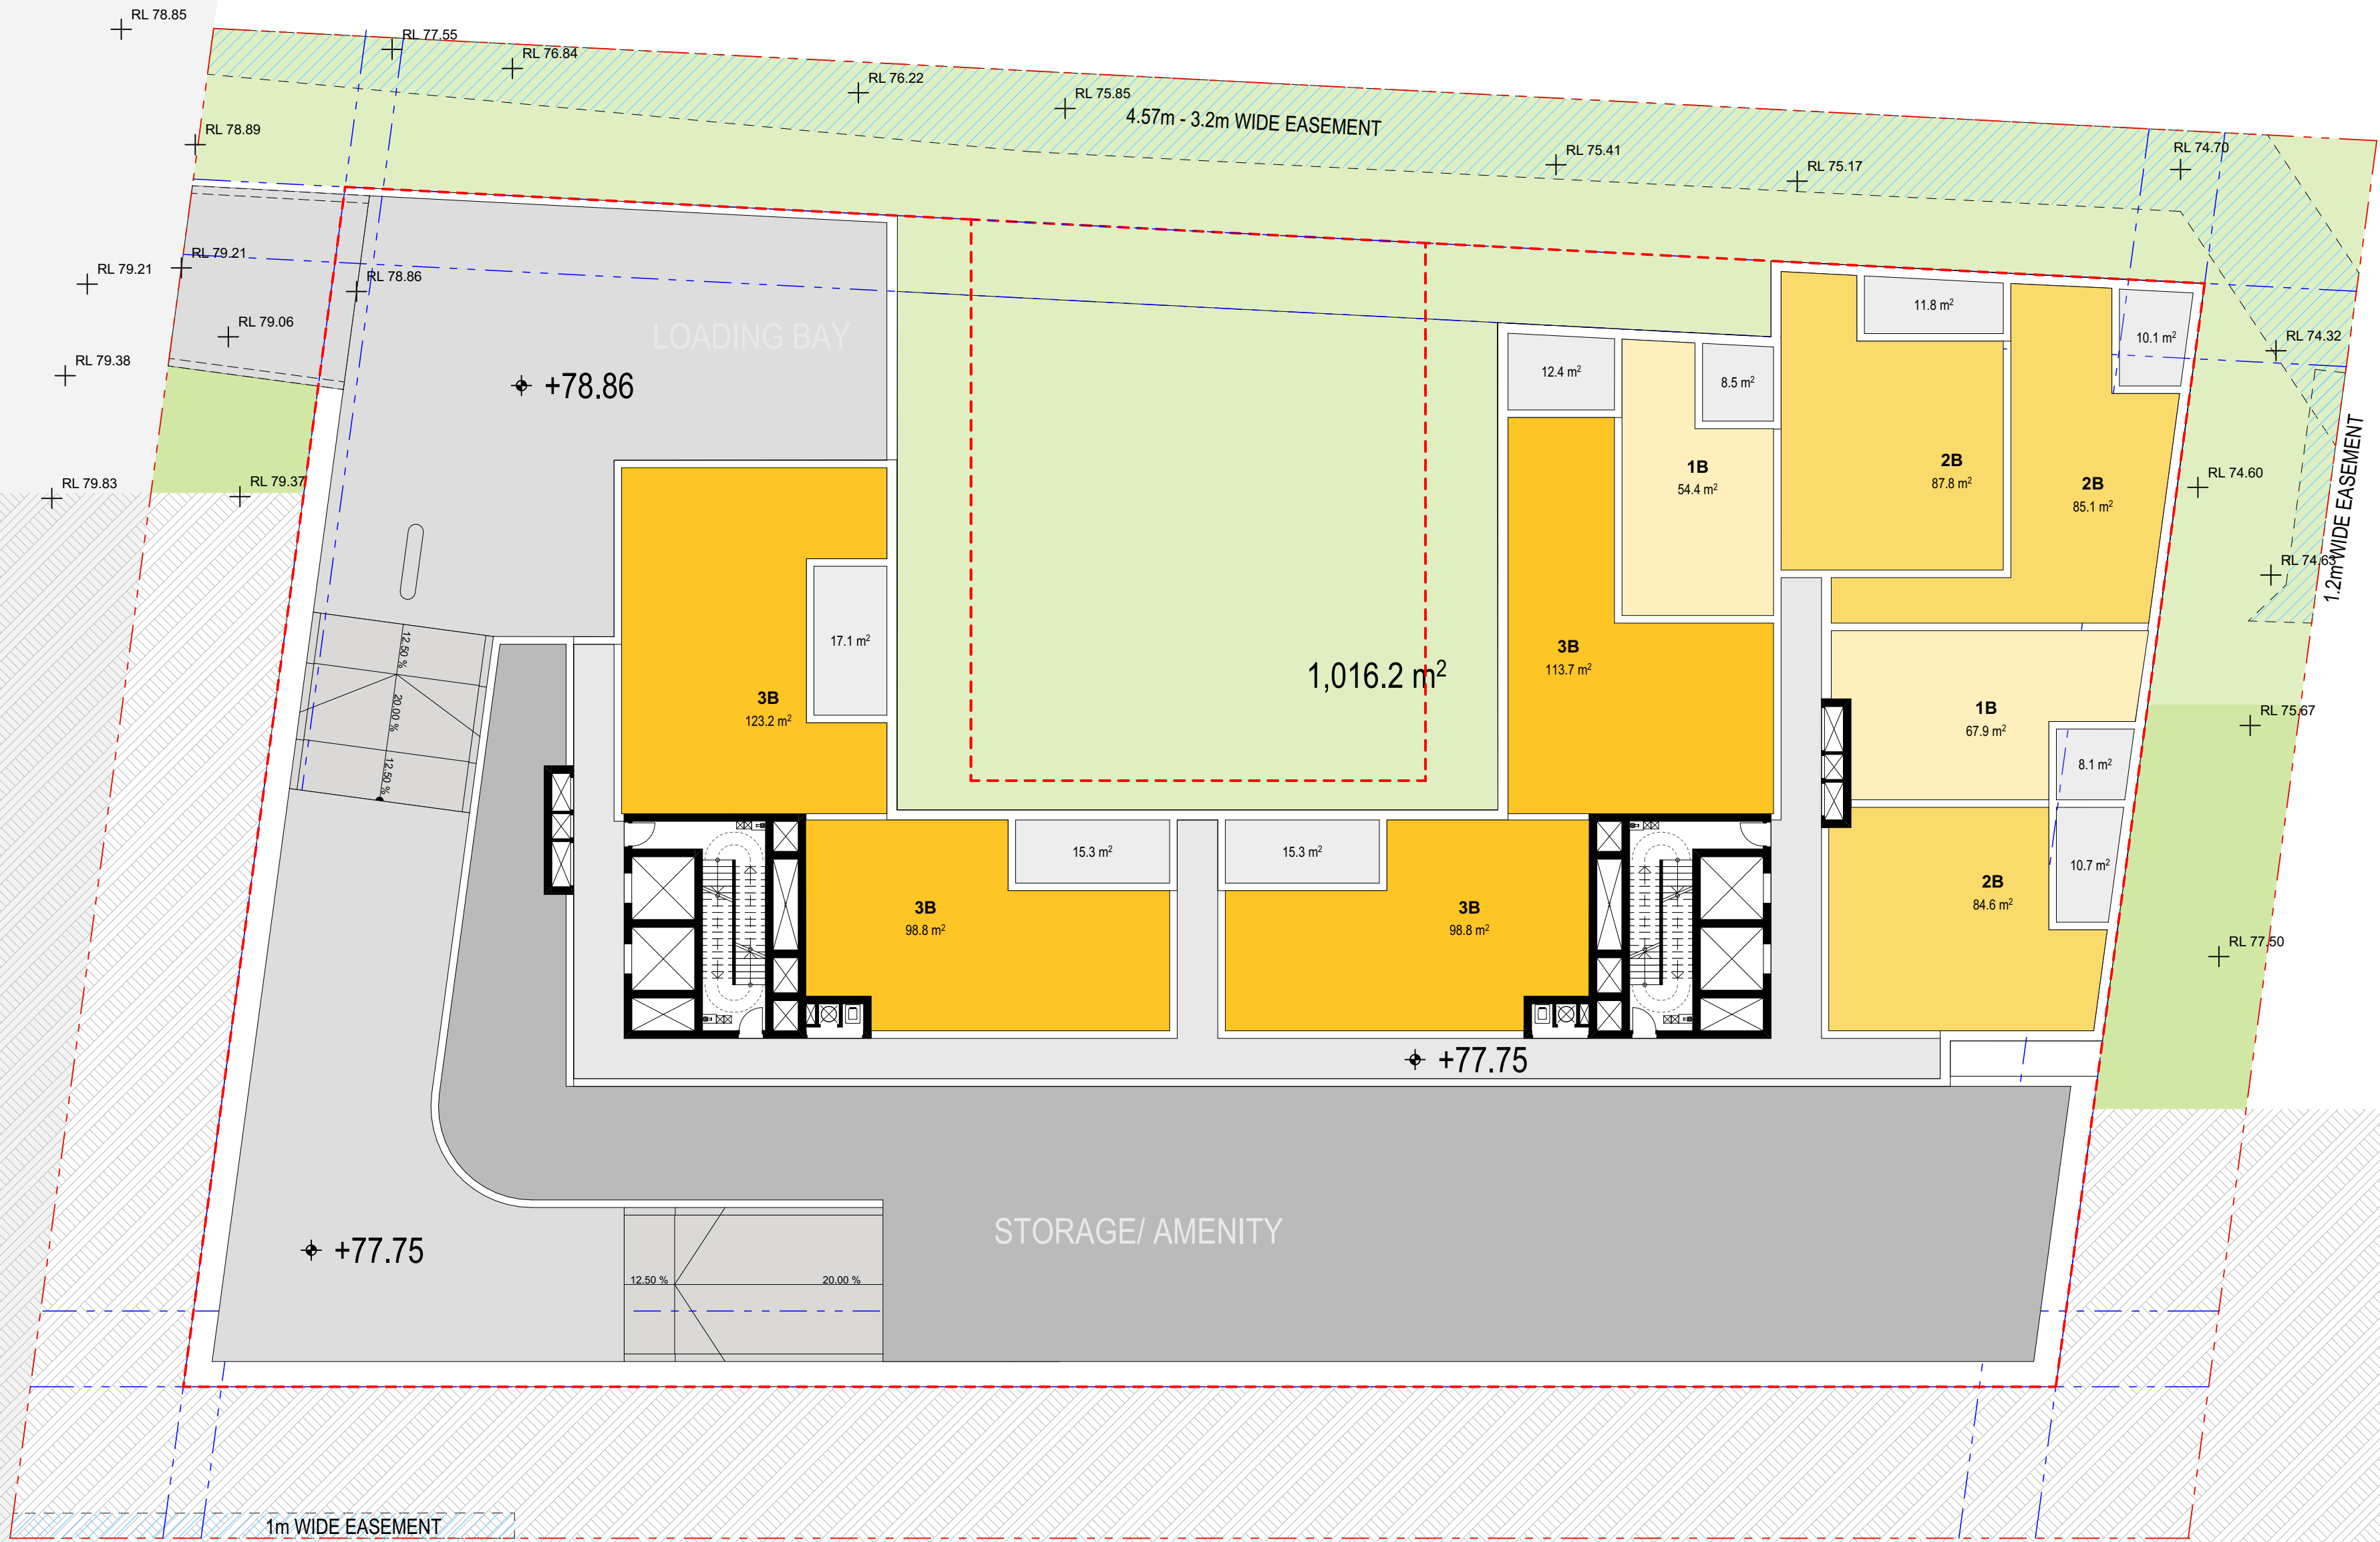 RL 78.85
RL 77.55
RL 76.84
RL 76.22
RL 75.85
4.57m - 3.2m WIDE EASEMENT
RL 78.89
RL 75.41
RL 75.17
RL 74.70
RL 79.21
RL 79.21
RL 78.86
RL 79.06
RL 79.38
RL 79.83
RL 79.37
LOADING BAY
+78.86
11.8 m²
10.1 m²
RL 74.32
12.4 m²
8.5 m²
1B
54.4 m²
2B
87.8 m²
2B
85.1 m²
RL 74.60
1.2m WIDE EASEMENT
RL 74.63
12.50 %
20.00 %
12.50 %
17.1 m²
3B
123.2 m²
1,016.2 m²
3B
113.7 m²
1B
67.9 m²
RL 75.67
8.1 m²
15.3 m²
15.3 m²
10.7 m²
2B
84.6 m²
3B
98.8 m²
3B
98.8 m²
RL 77.50
+77.75
STORAGE/ AMENITY
+77.75
12.50 %
20.00 %
1m WIDE EASEMENT